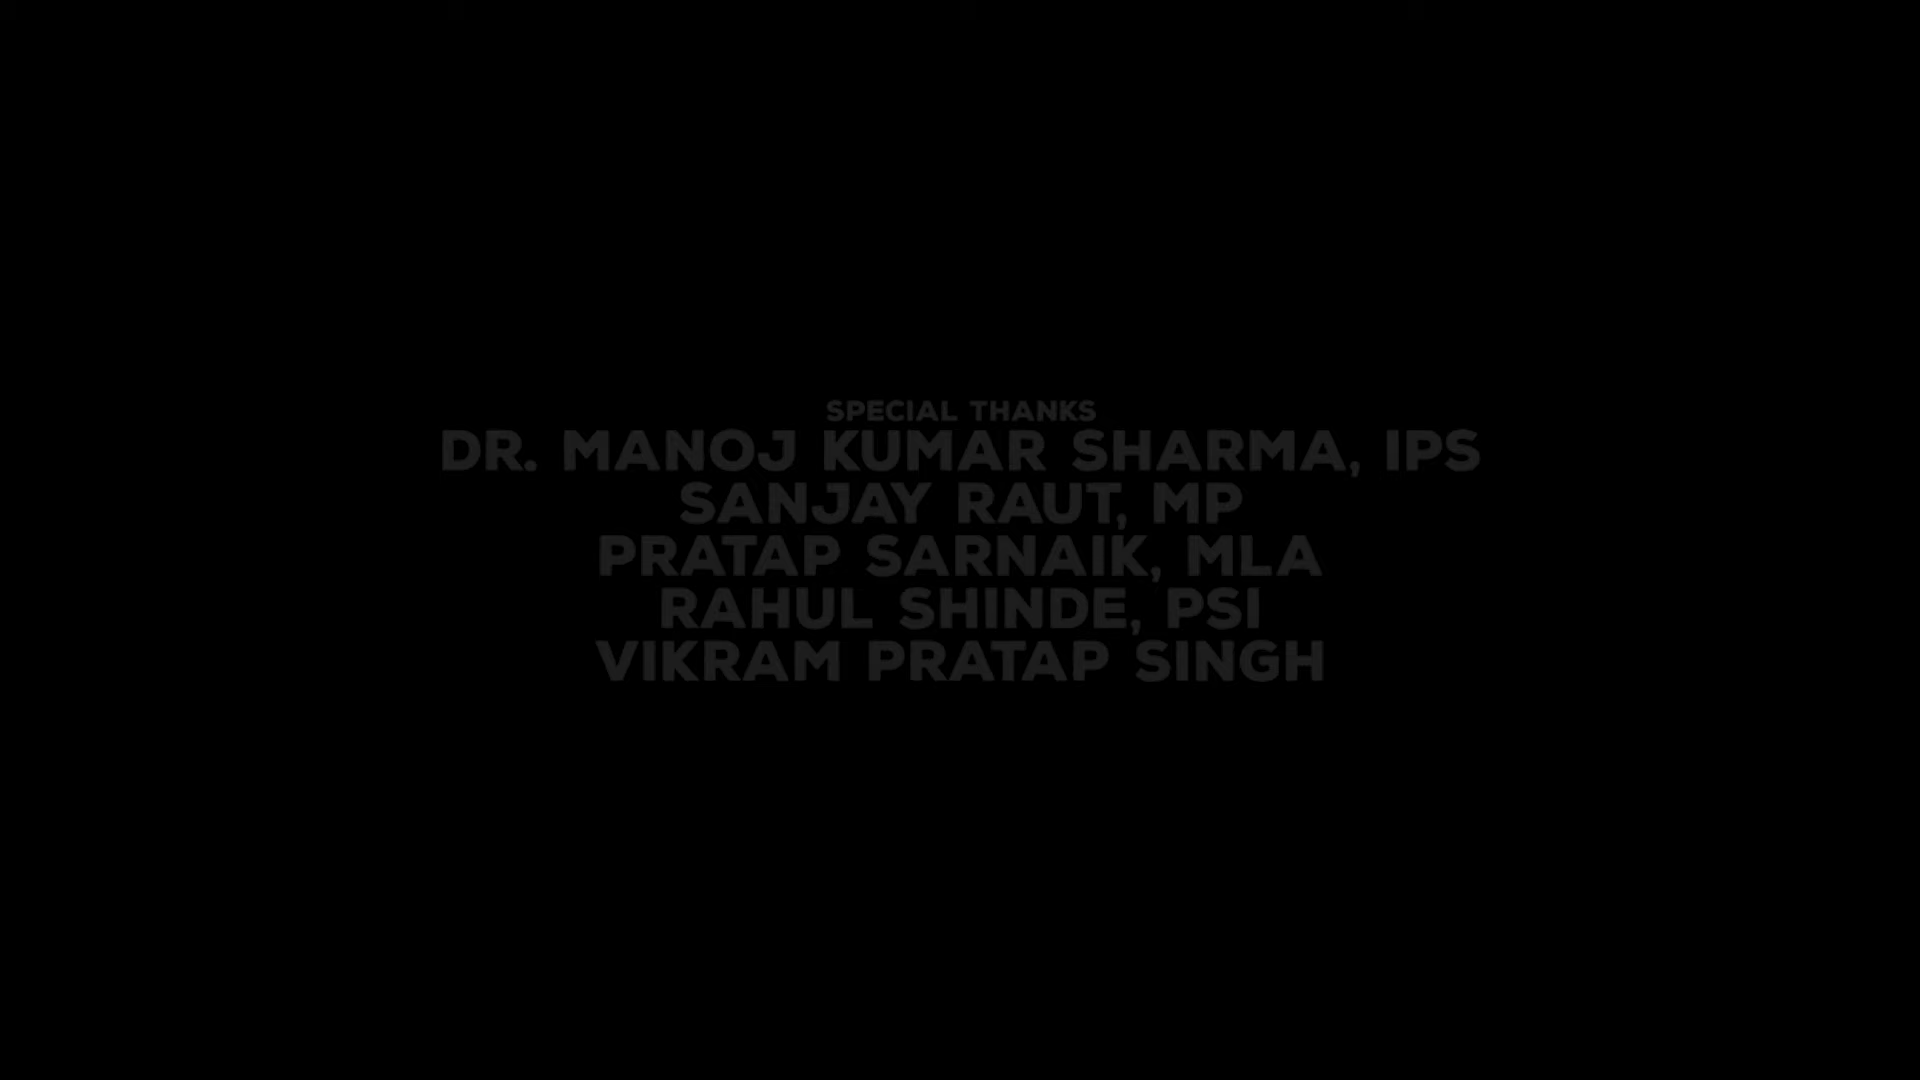 SPECIAL THANKS
DR. MANOJ KUMAR SHARMA, IPS
SANJAY RAUT, MP
PRATAP SARNAIK, MLA
RAHUL SHINDE, PSI
VIKRAM PRATAP SINGH